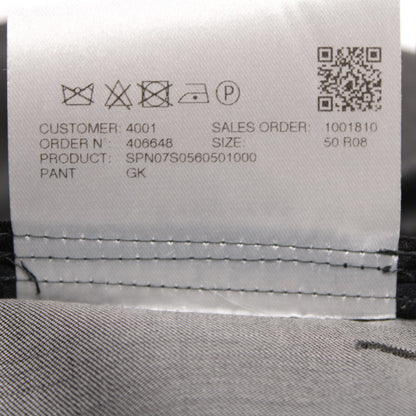 P
CUSTOMER: 4001 SALES ORDER: 1001810
ORDER N°: 406648 SIZE: 50 R08
PRODUCT: SPN07S0560501000
PANT GK